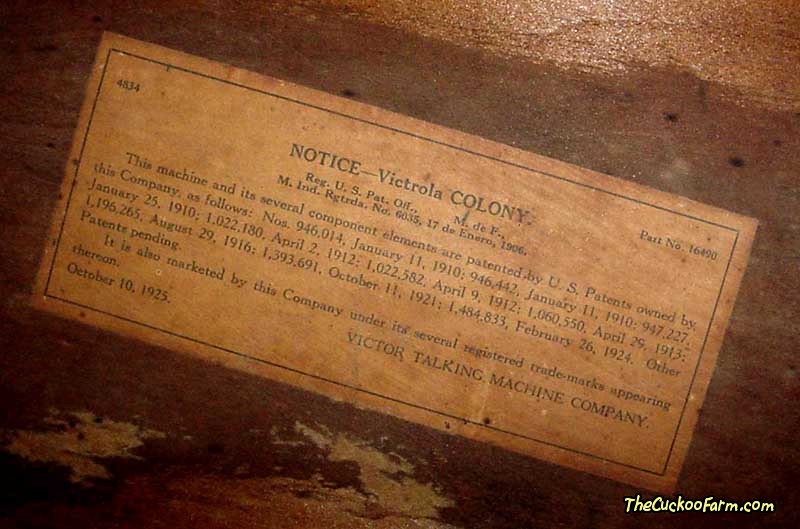 4834
NOTICE—Victrola COLONY.
Reg. U. S. Pat. Off., M. de F.,
M. Ind. Rgtrda. No. 6035, 17 de Enero, 1906.
Part No. 16490
This machine and its several component elements are patented by U. S. Patents owned by
this Company, as follows: Nos. 946,014, January 11, 1910; 946,442, January 11, 1910; 947,227,
January 25, 1910; 1,022,180, April 2, 1912; 1,022,582, April 9, 1912; 1,060,550, April 29, 1913;
1,196,265, August 29, 1916; 1,393,691, October 11, 1921; 1,484,833, February 26, 1924. Other
Patents pending.
It is also marketed by this Company under its several registered trade-marks appearing
thereon.
October 10, 1925.
VICTOR TALKING MACHINE COMPANY.
TheCuckooFarm.com